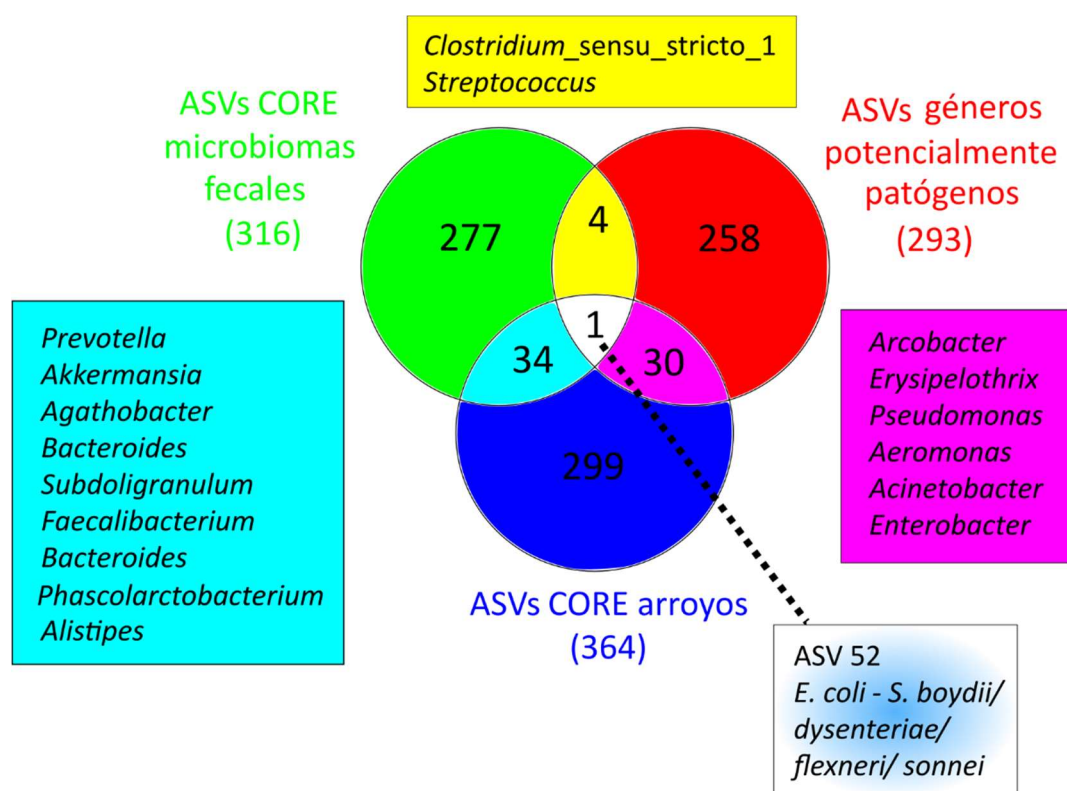 Clostridium_sensu_stricto_1
Streptococcus
ASVs CORE
microbiomas
fecales
(316)
ASVs géneros
potencialmente
patógenos
(293)
277
4
258
1
34
30
299
Prevotella
Akkermansia
Agathobacter
Bacteroides
Subdoligranulum
Faecalibacterium
Bacteroides
Phascolarctobacterium
Alistipes
Arcobacter
Erysipelothrix
Pseudomonas
Aeromonas
Acinetobacter
Enterobacter
ASVs CORE arroyos
(364)
ASV 52
E. coli - S. boydii/
dysenteriae/
flexneri/ sonnei